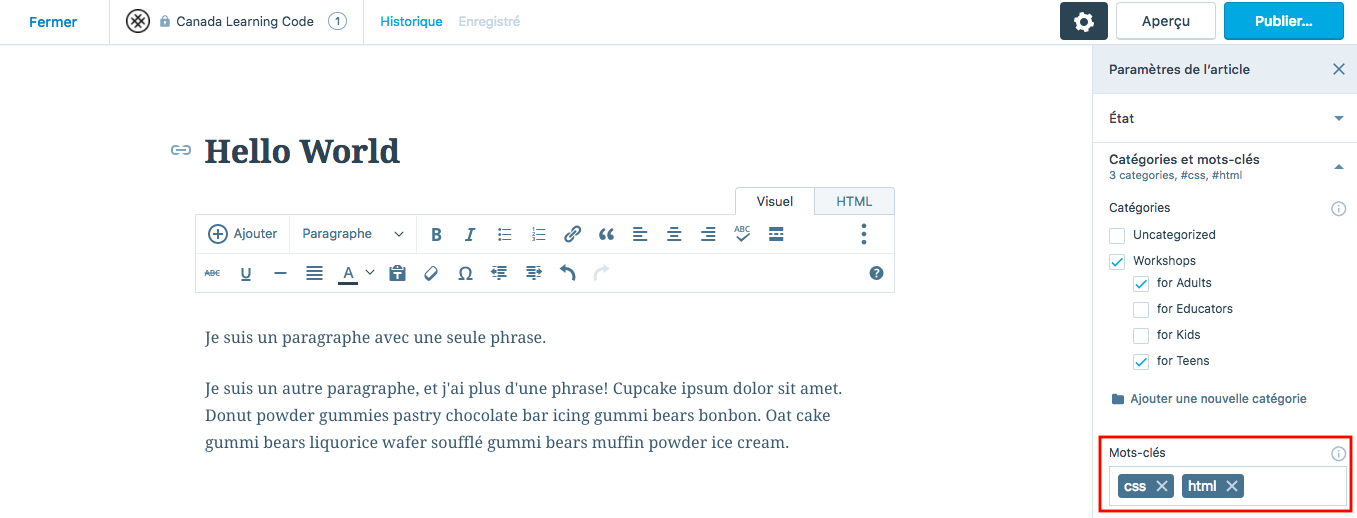 Fermer
Canada Learning Code 1
Historique Enregistré
Aperçu
Publier...
Paramètres de l'article
État
Catégories et mots-clés
3 categories, #css, #html
Catégories
Uncategorized
Workshops
for Adults
for Educators
for Kids
for Teens
Ajouter une nouvelle catégorie
Mots-clés
css
html
Hello World
Visuel HTML
Ajouter Paragraphe B I ABC
ABC U A T Ω ?
Je suis un paragraphe avec une seule phrase.
Je suis un autre paragraphe, et j'ai plus d'une phrase! Cupcake ipsum dolor sit amet.
Donut powder gummies pastry chocolate bar icing gummi bears bonbon. Oat cake
gummi bears liquorice wafer soufflé gummi bears muffin powder ice cream.